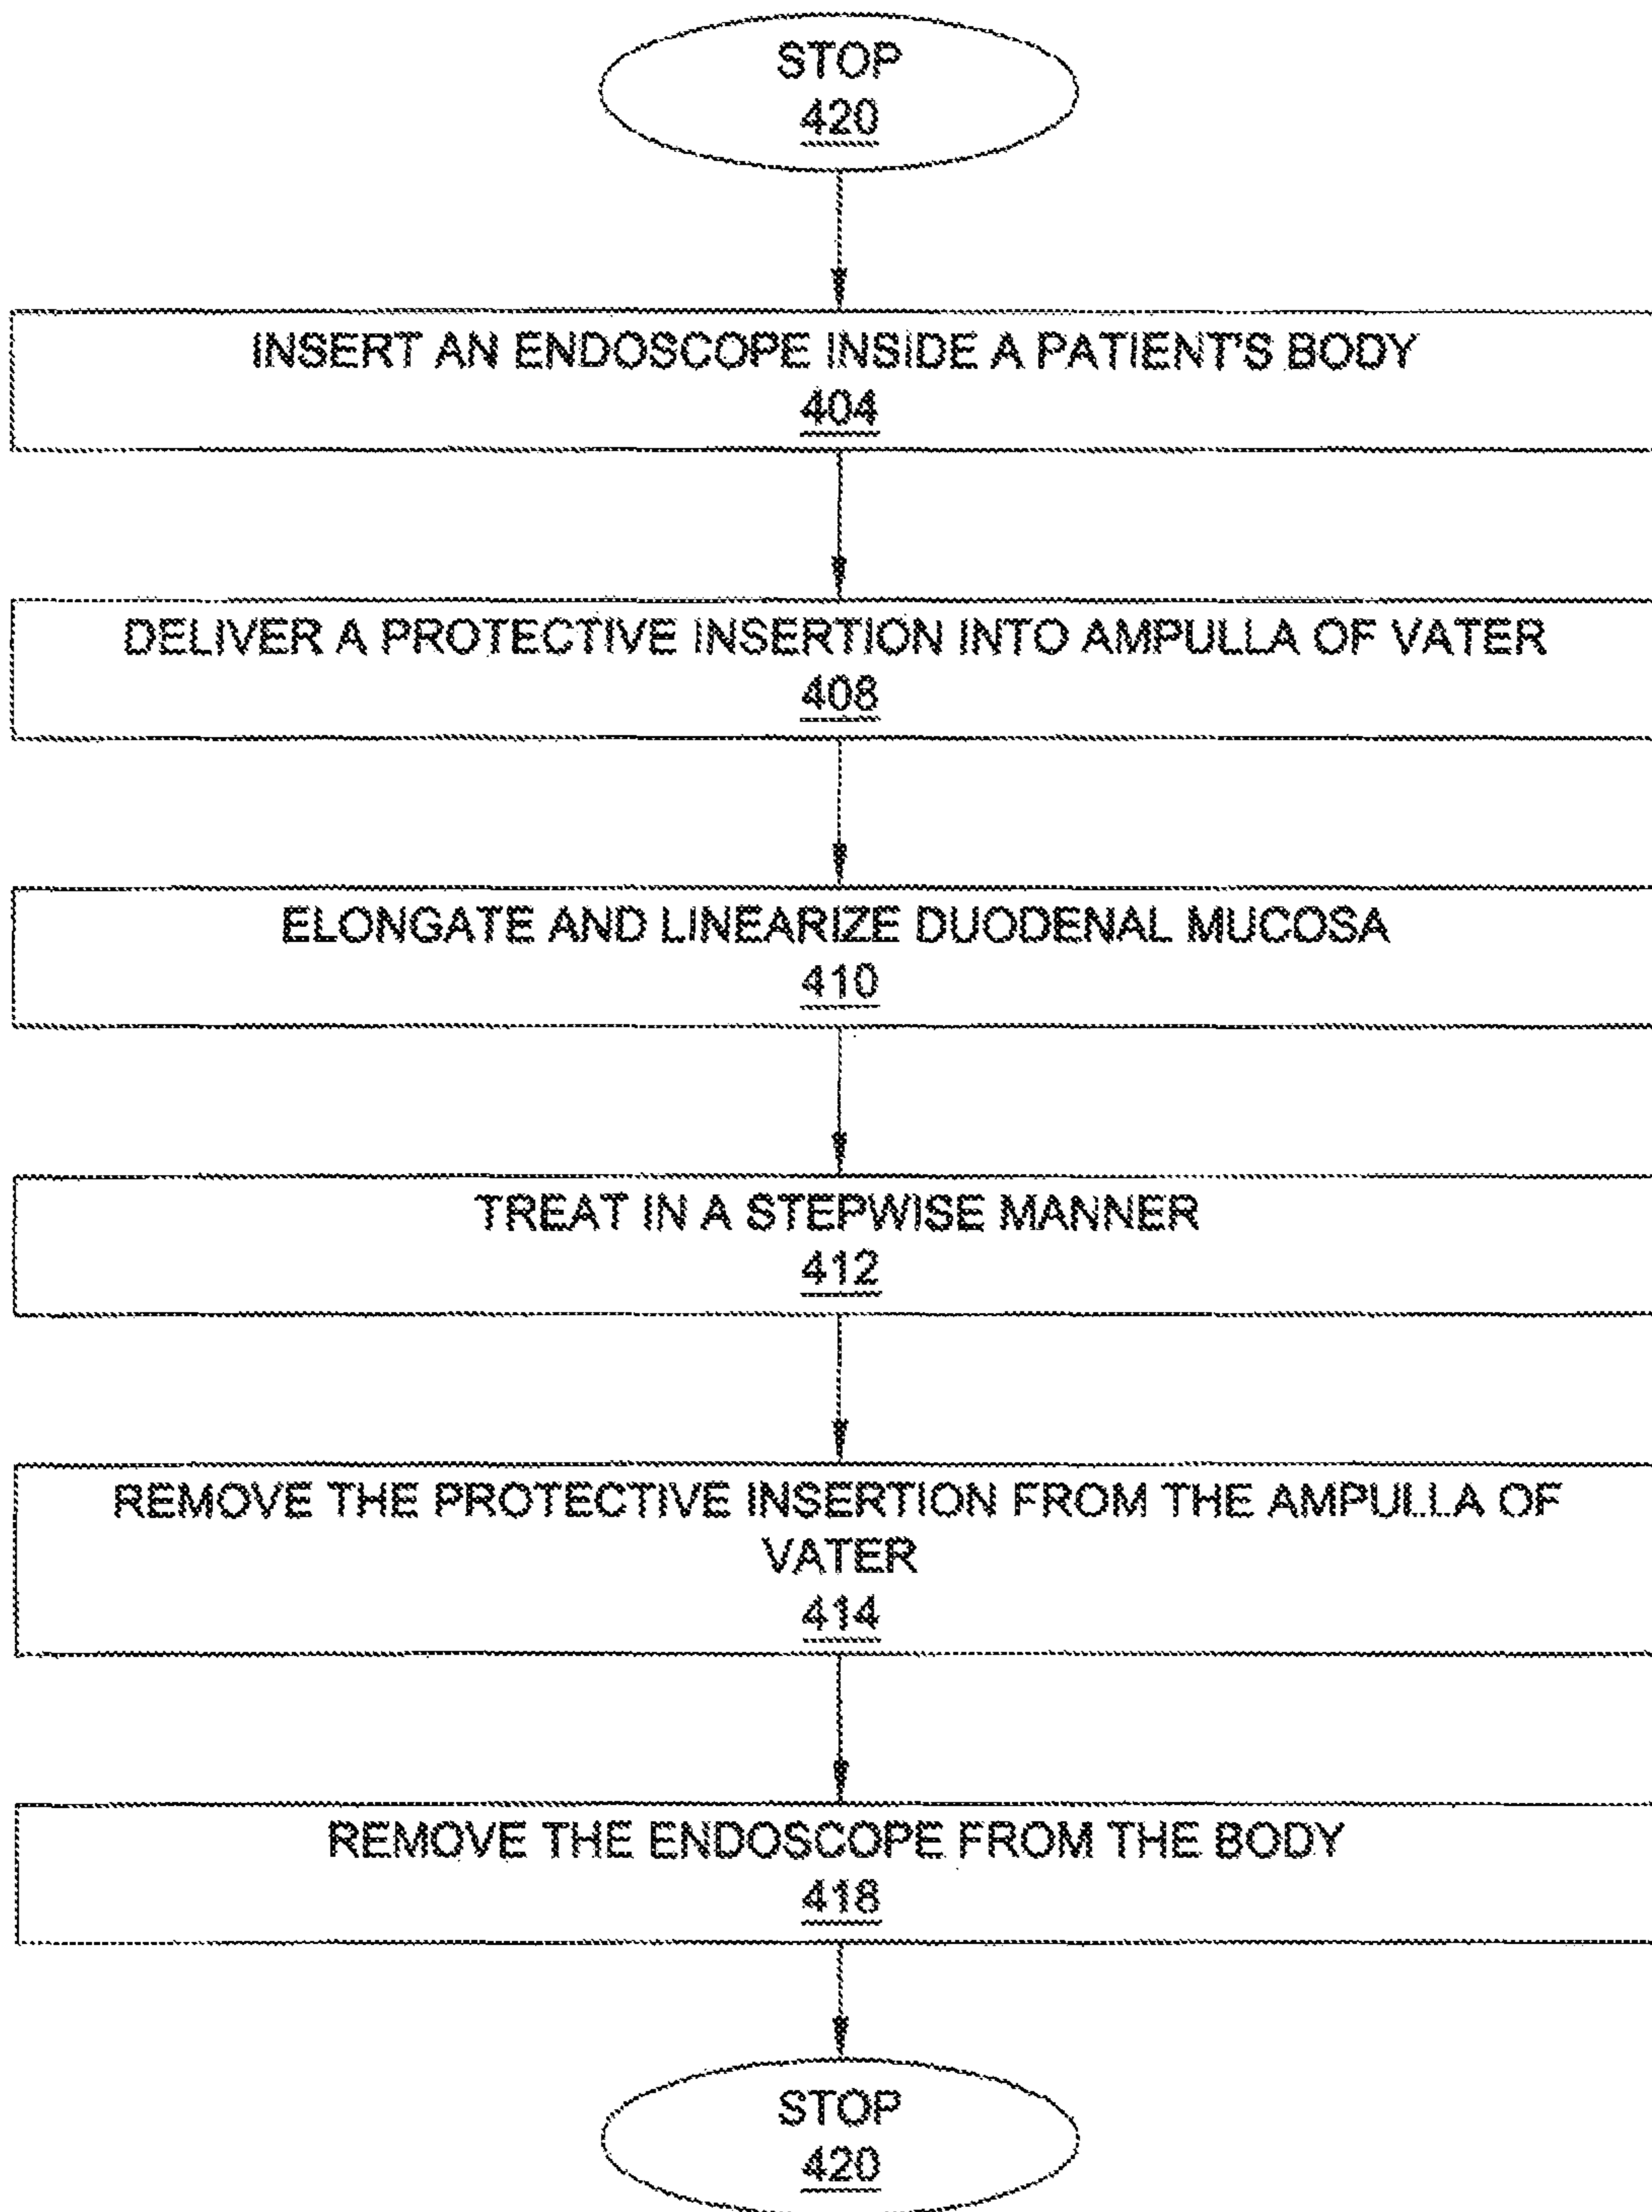 STOP
420
INSERT AN ENDOSCOPE INSIDE A PATIENT'S BODY
404
DELIVER A PROTECTIVE INSERTION INTO AMPULLA OF VATER
408
ELONGATE AND LINEARIZE DUODENAL MUCOSA
410
TREAT IN A STEPWISE MANNER
412
REMOVE THE PROTECTIVE INSERTION FROM THE AMPULLA OF
VATER
414
REMOVE THE ENDOSCOPE FROM THE BODY
418
STOP
420